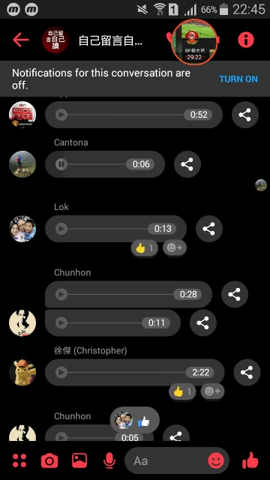 66% 22:45
自己留言自...
29:22
Notifications for this conversation are
off.
TURN ON
0:52
Cantona
0:06
Lok
0:13
1
Chunhon
0:28
0:11
徐傑 (Christopher)
2:22
1
Chunhon
0:05
Aa